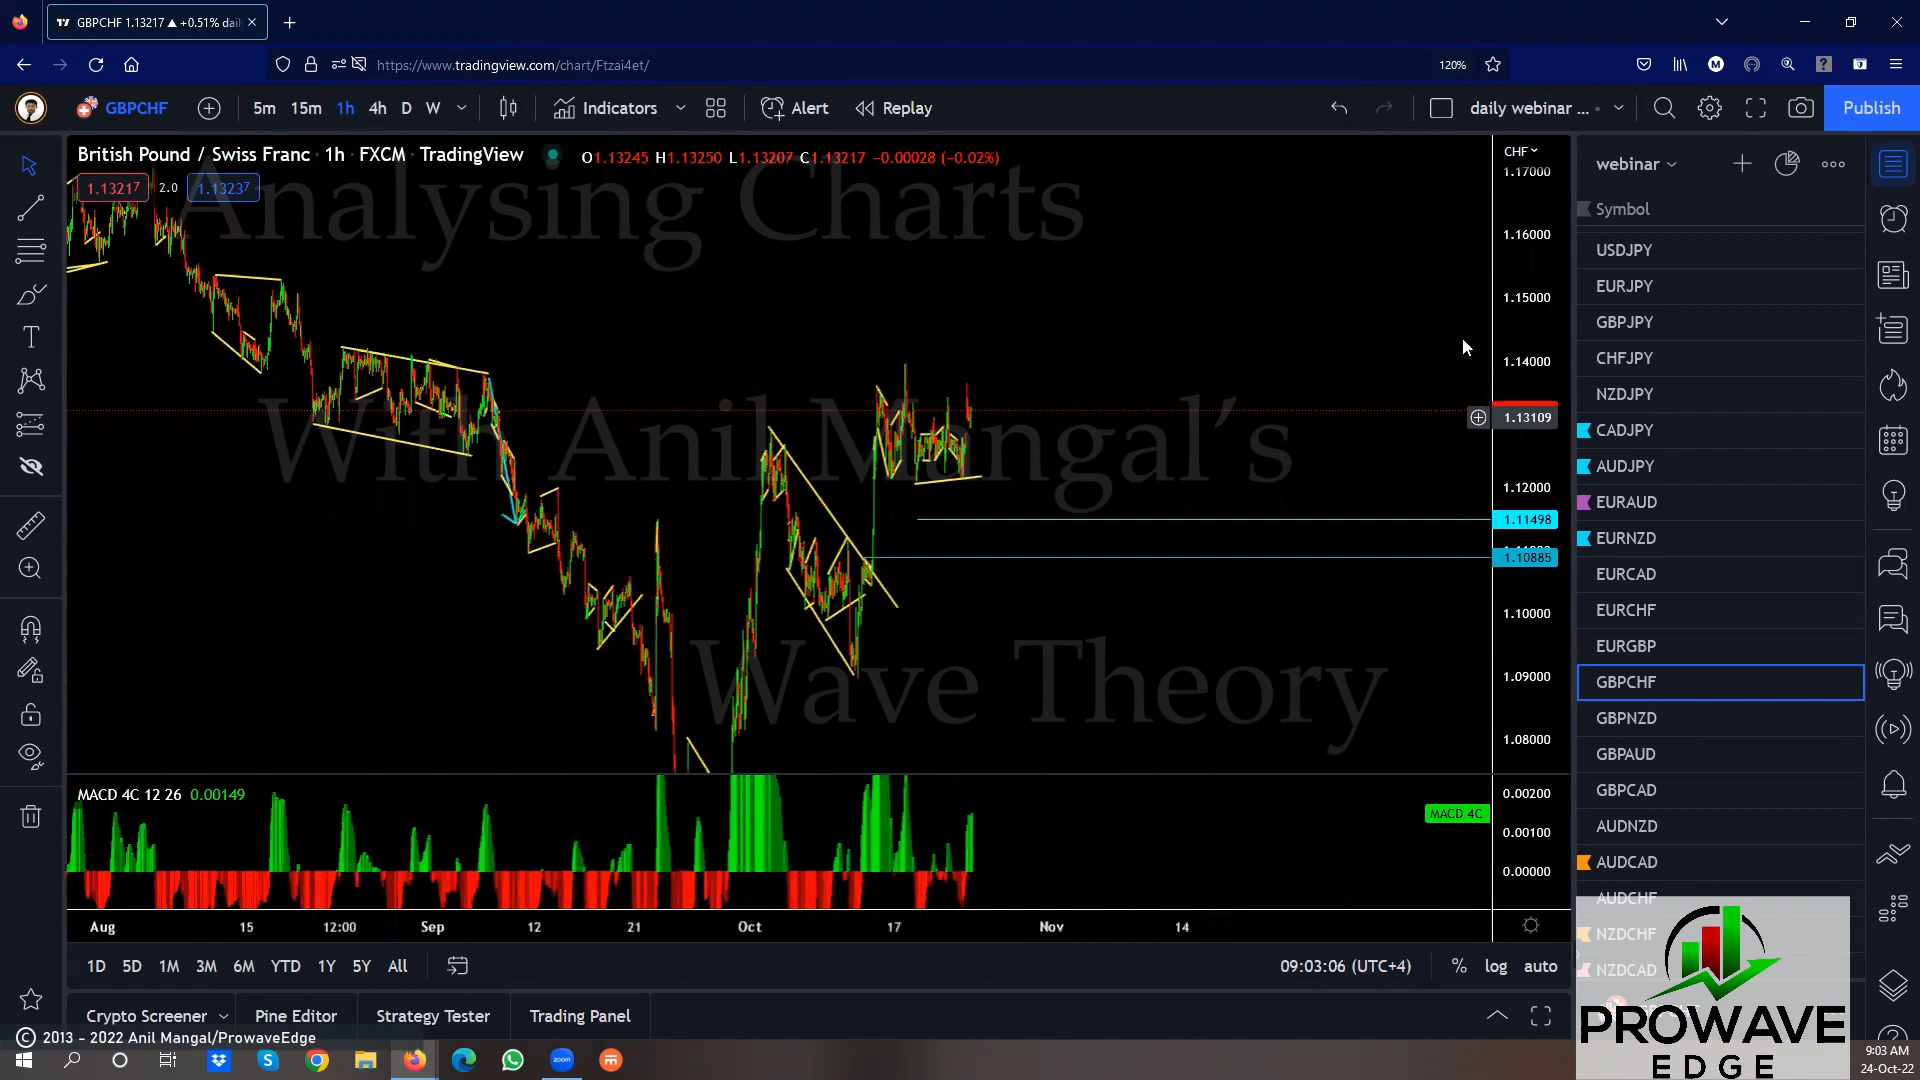 GBPCHF 1.13217 ▲ +0.51% dail
https://www.tradingview.com/chart/Ftzai4et/
120%
GBPCHF 5m 15m 1h 4h D W Indicators Alert Replay daily webinar ... Publish
British Pound / Swiss Franc · 1h · FXCM · TradingView
O1.13245 H1.13250 L1.13207 C1.13217 −0.00028 (−0.02%)
1.13217 2.0 1.13237
Analysing Charts
With Anil Mangal's
Wave Theory
CHF
1.17000
1.16000
1.15000
1.14000
1.13109
1.12000
1.11498
1.10885
1.10000
1.09000
1.08000
MACD 4C 12 26 0.00149
MACD 4C
0.00200
0.00100
0.00000
Aug 15 12:00 Sep 12 21 Oct 17 Nov 14
1D 5D 1M 3M 6M YTD 1Y 5Y All
09:03:06 (UTC+4) % log auto
Crypto Screener Pine Editor Strategy Tester Trading Panel
© 2013 - 2022 Anil Mangal/ProwaveEdge
webinar
Symbol
USDJPY
EURJPY
GBPJPY
CHFJPY
NZDJPY
CADJPY
AUDJPY
EURAUD
EURNZD
EURCAD
EURCHF
EURGBP
GBPCHF
GBPNZD
GBPAUD
GBPCAD
AUDNZD
AUDCAD
AUDCHF
NZDCHF
NZDCAD
PROWAVE
EDGE
zoom
9:03 AM
24-Oct-22